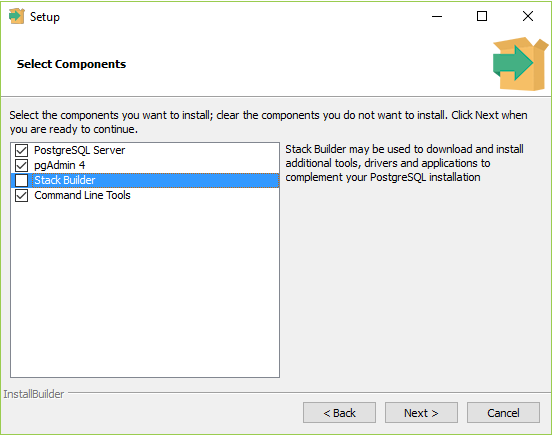 Setup
Select Components
Select the components you want to install; clear the components you do not want to install. Click Next when
you are ready to continue.
PostgreSQL Server
pgAdmin 4
Stack Builder
Command Line Tools
Stack Builder may be used to download and install
additional tools, drivers and applications to
complement your PostgreSQL installation
InstallBuilder
< Back
Next >
Cancel